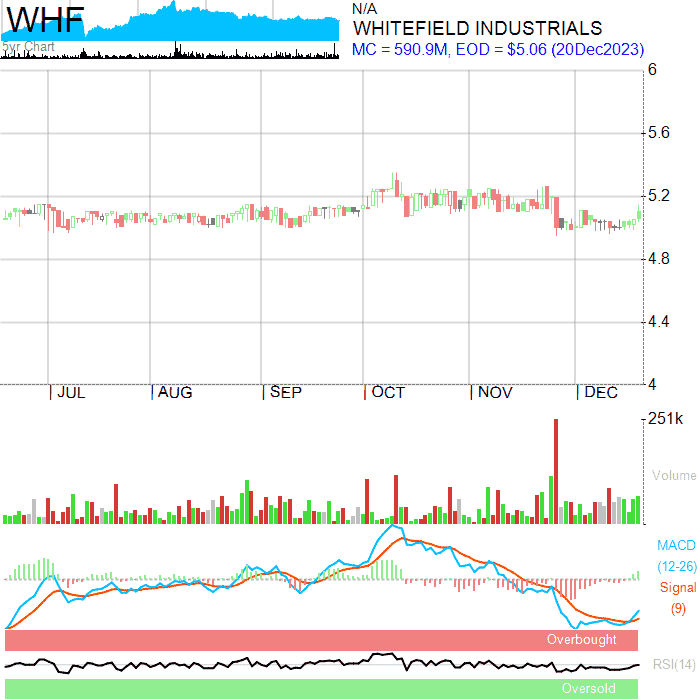 WHF
5yr Chart
N/A
WHITEFIELD INDUSTRIALS
MC = 590.9M, EOD = $5.06 (20Dec2023)
6
5.6
5.2
4.8
4.4
4
JUL AUG SEP OCT NOV DEC
251k
Volume
MACD
(12-26)
Signal
(9)
Overbought
RSI(14)
Oversold